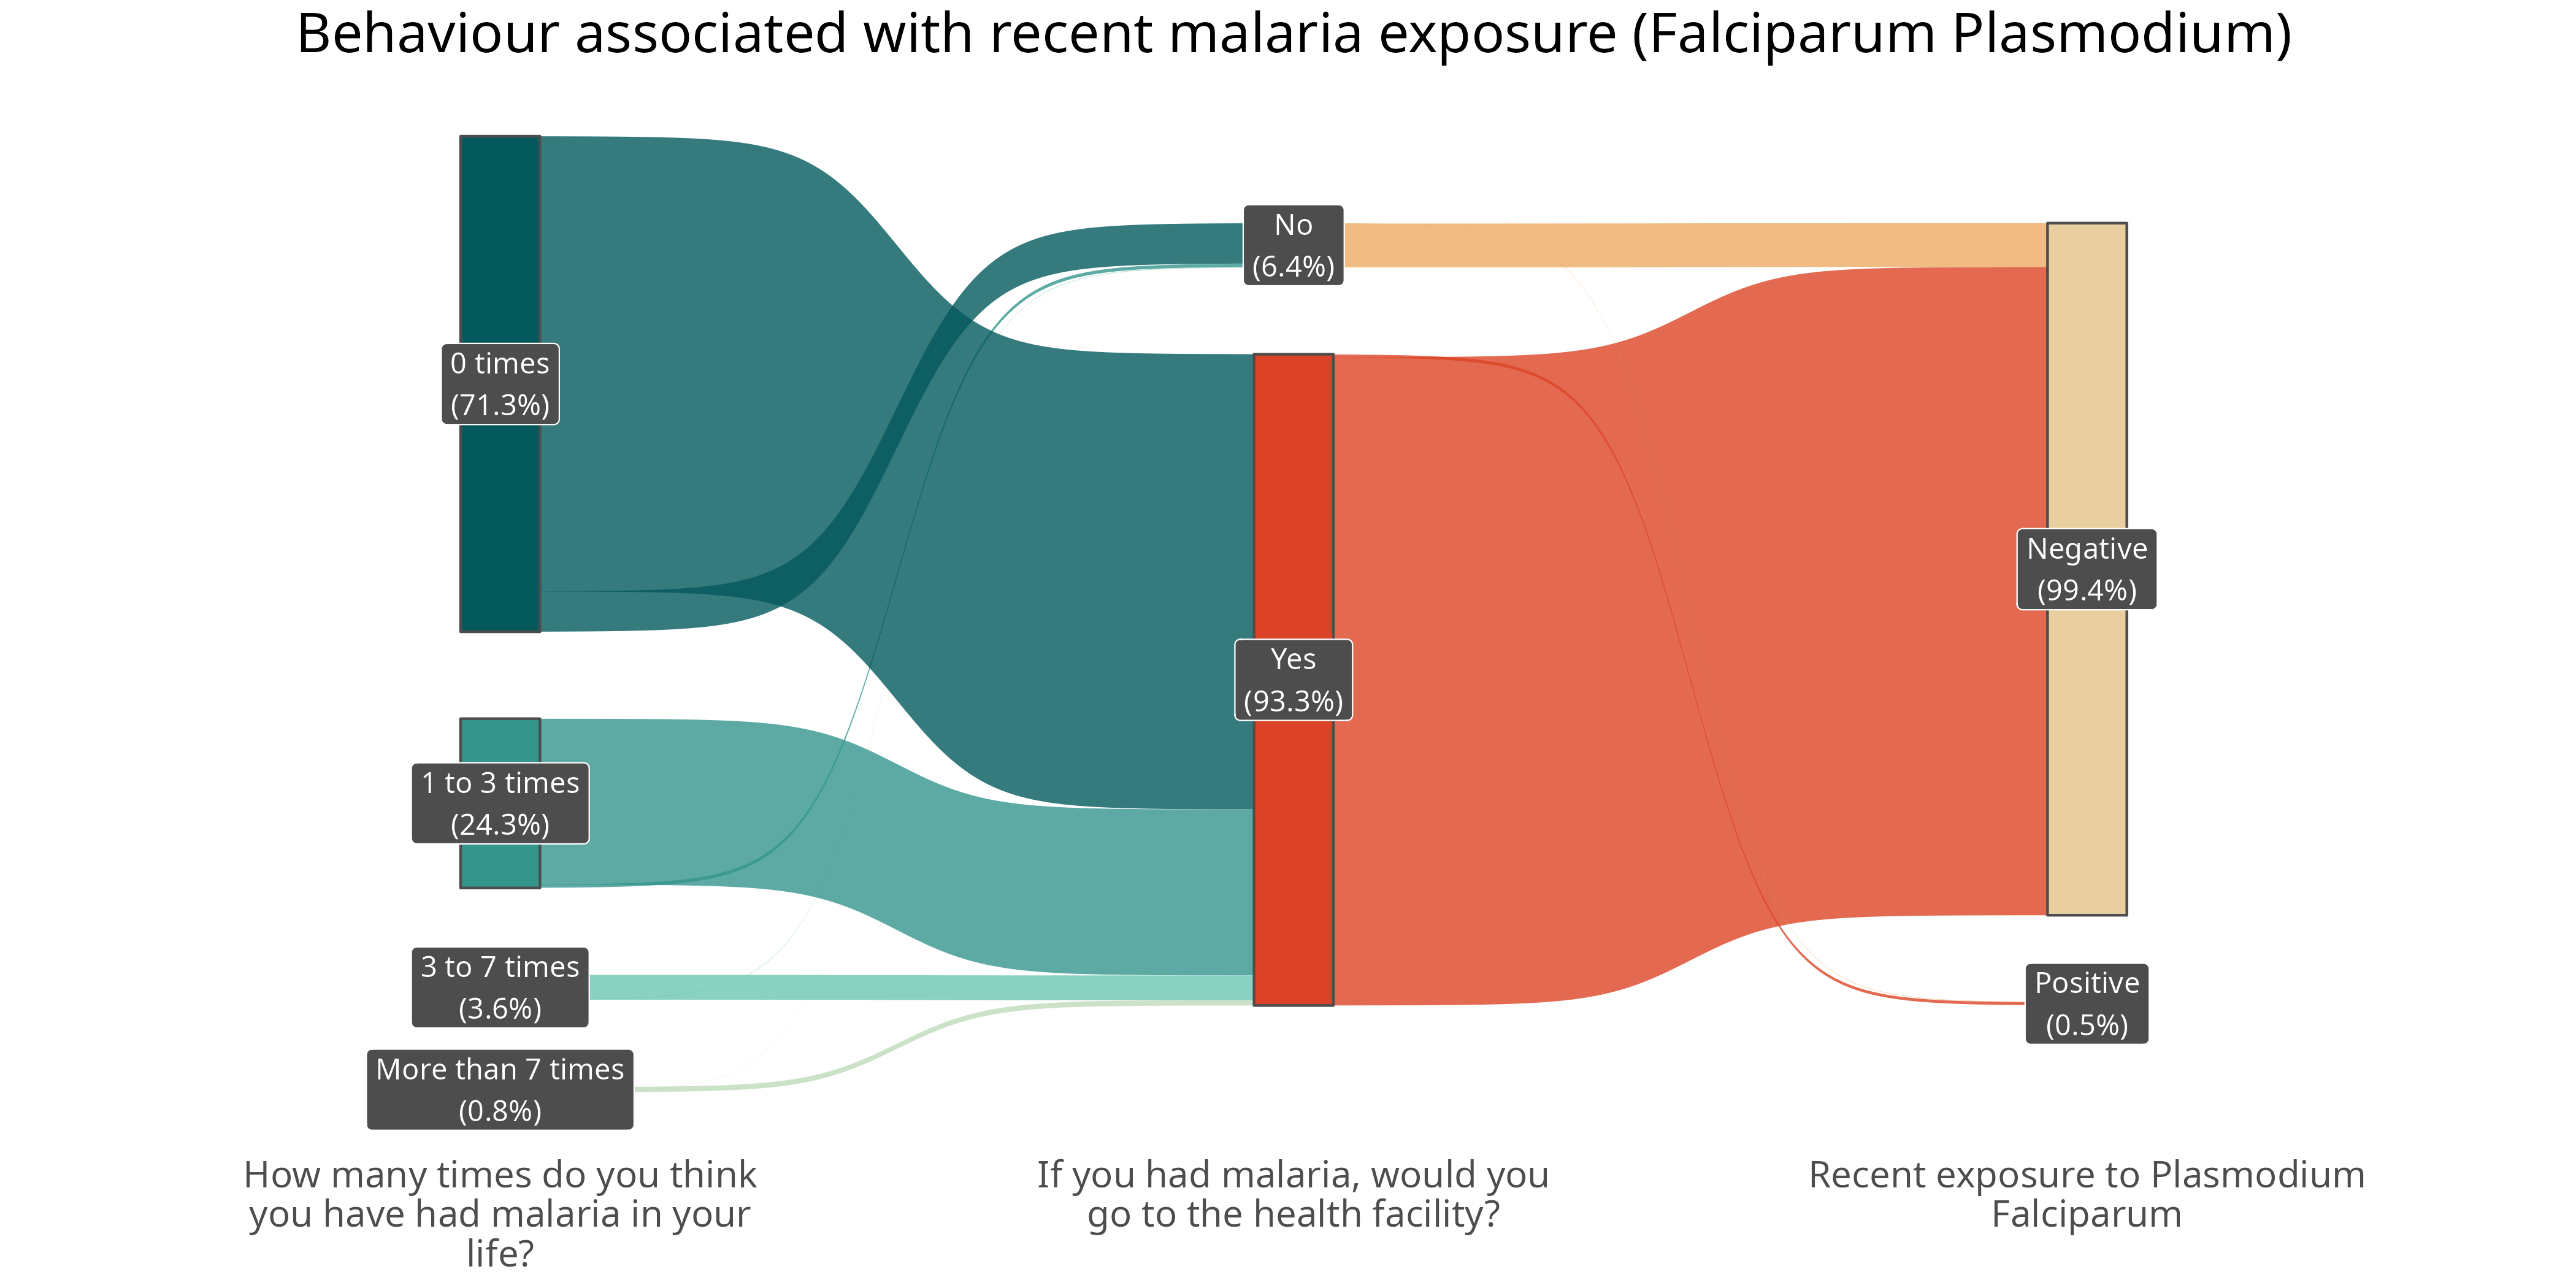 Behaviour associated with recent malaria exposure (Falciparum Plasmodium)
0 times
(71.3%)
1 to 3 times
(24.3%)
3 to 7 times
(3.6%)
More than 7 times
(0.8%)
No
(6.4%)
Yes
(93.3%)
Negative
(99.4%)
Positive
(0.5%)
How many times do you think
you have had malaria in your
life?
If you had malaria, would you
go to the health facility?
Recent exposure to Plasmodium
Falciparum